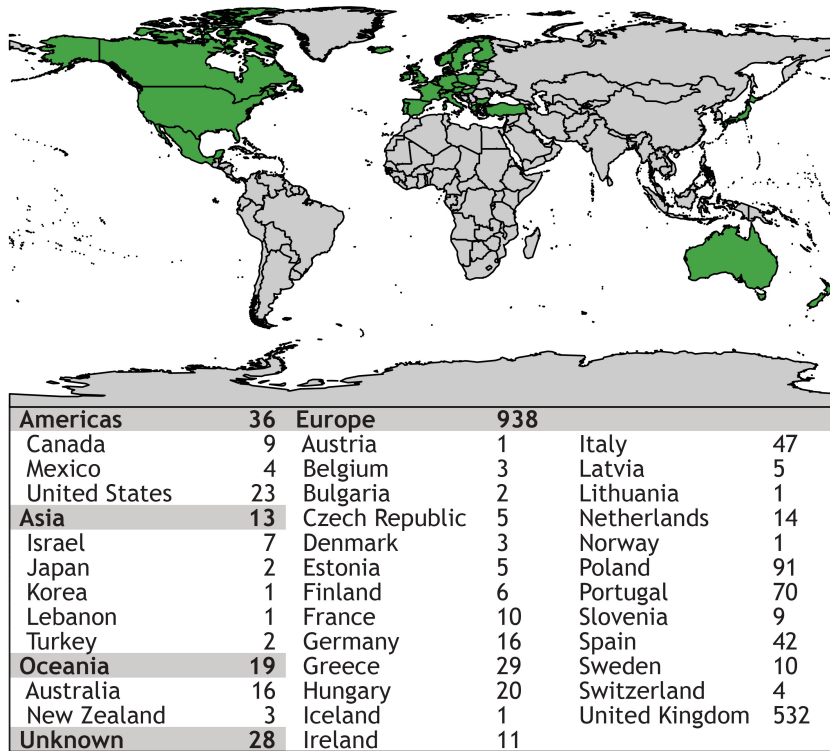 Americas 36 Europe 938
Canada 9 Austria 1 Italy 47
Mexico 4 Belgium 3 Latvia 5
United States 23 Bulgaria 2 Lithuania 1
Asia 13 Czech Republic 5 Netherlands 14
Israel 7 Denmark 3 Norway 1
Japan 2 Estonia 5 Poland 91
Korea 1 Finland 6 Portugal 70
Lebanon 1 France 10 Slovenia 9
Turkey 2 Germany 16 Spain 42
Oceania 19 Greece 29 Sweden 10
Australia 16 Hungary 20 Switzerland 4
New Zealand 3 Iceland 1 United Kingdom 532
Unknown 28 Ireland 11